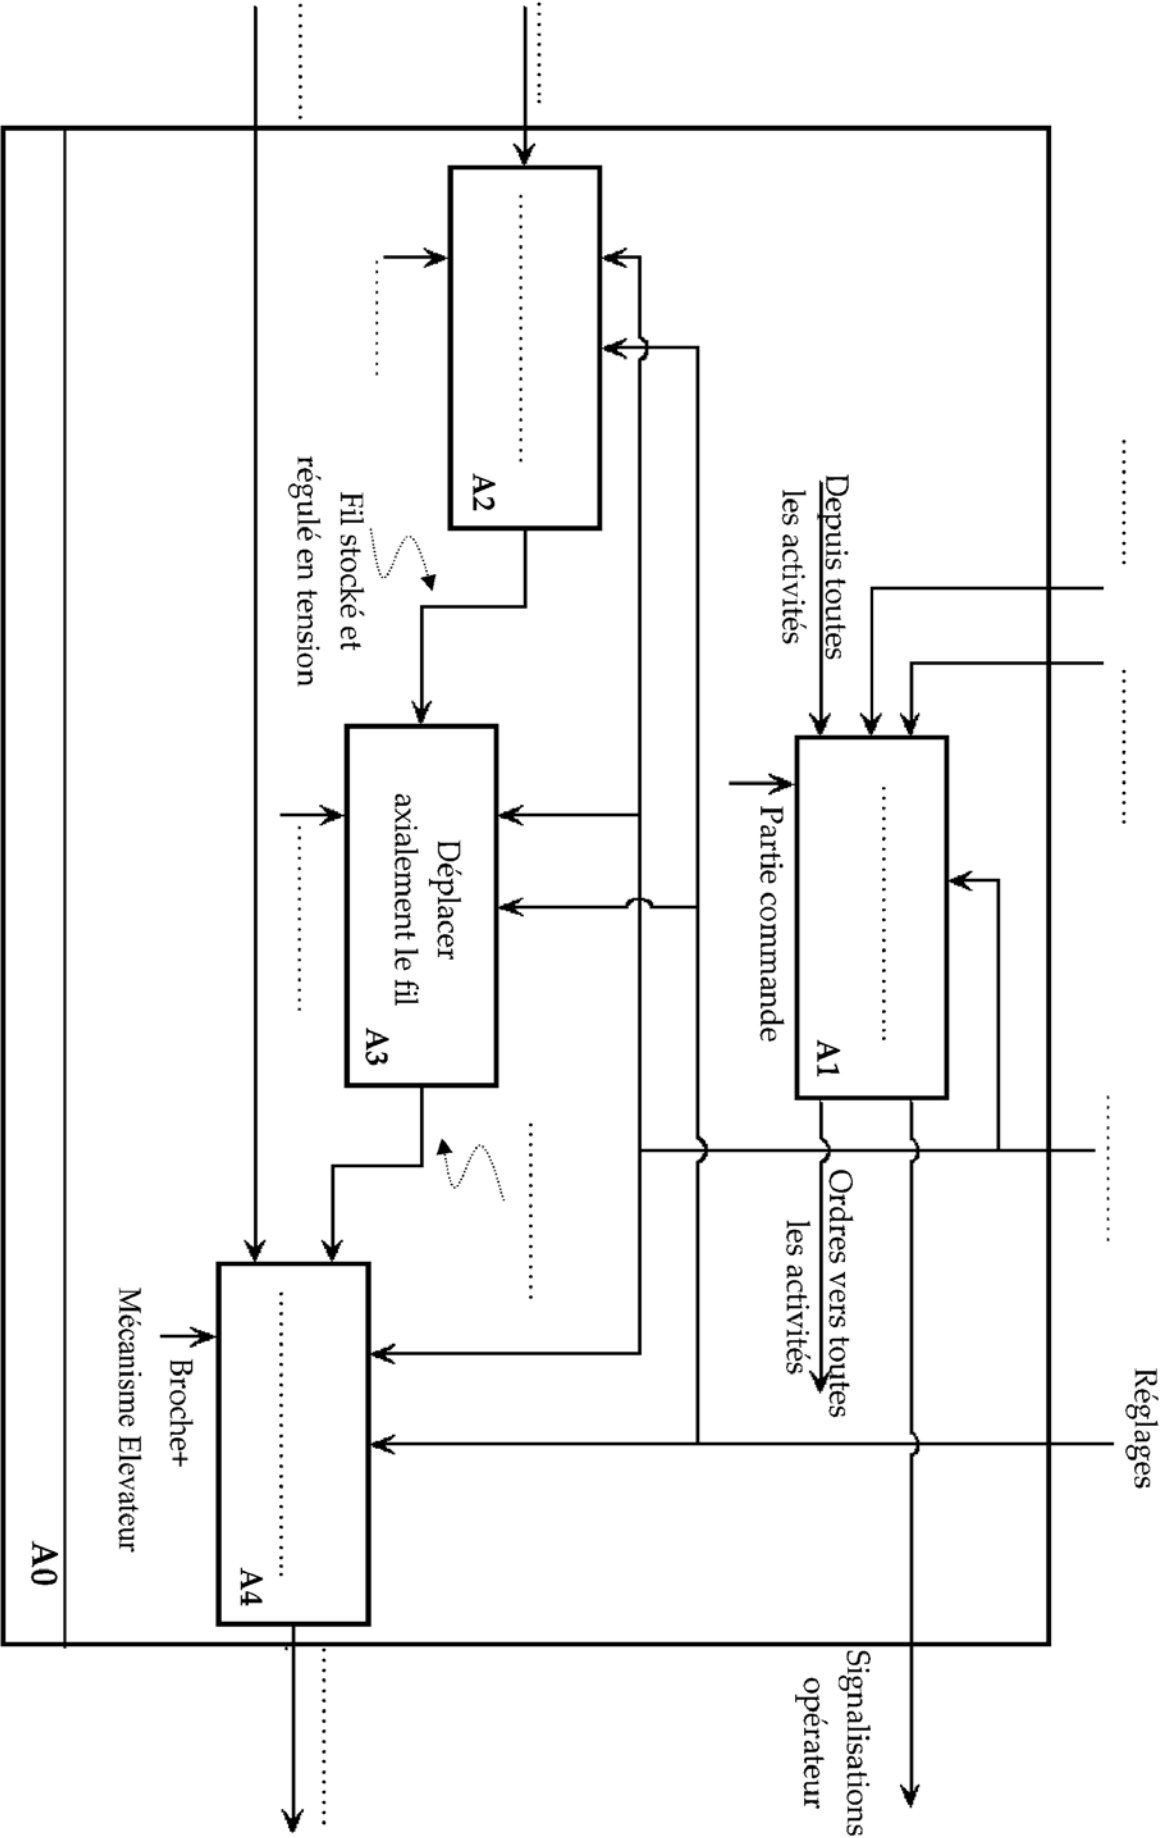 Réglages
Depuis toutes
les activités
A1
Partie commande
Ordres vers toutes
les activités
Signalisations
opérateur
A2
Fil stocké et
régulé en tension
Déplacer
axialement le fil
A3
A4
Broche+
Mécanisme Elevateur
A0